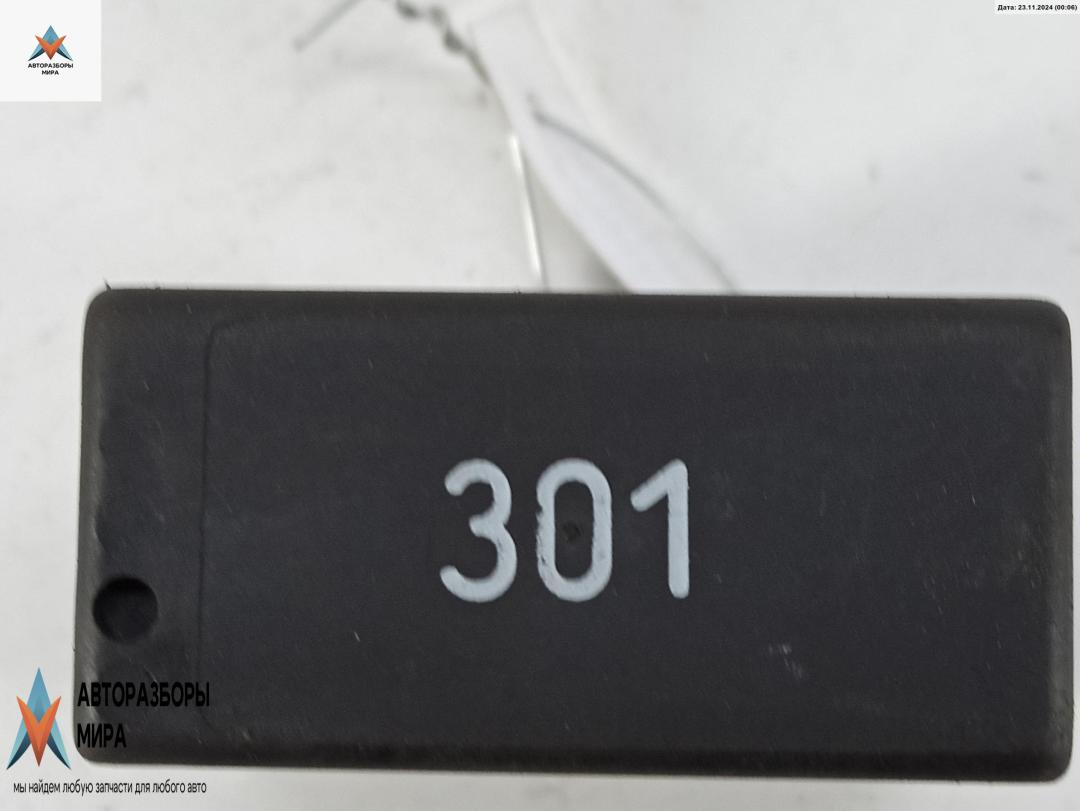 Дата: 23.11.2024 (00:06)
АВТОРАЗБОРЫ
МИРА
301
АВТОРАЗБОРЫ
МИРА
мы найдем любую запчасти для любого авто